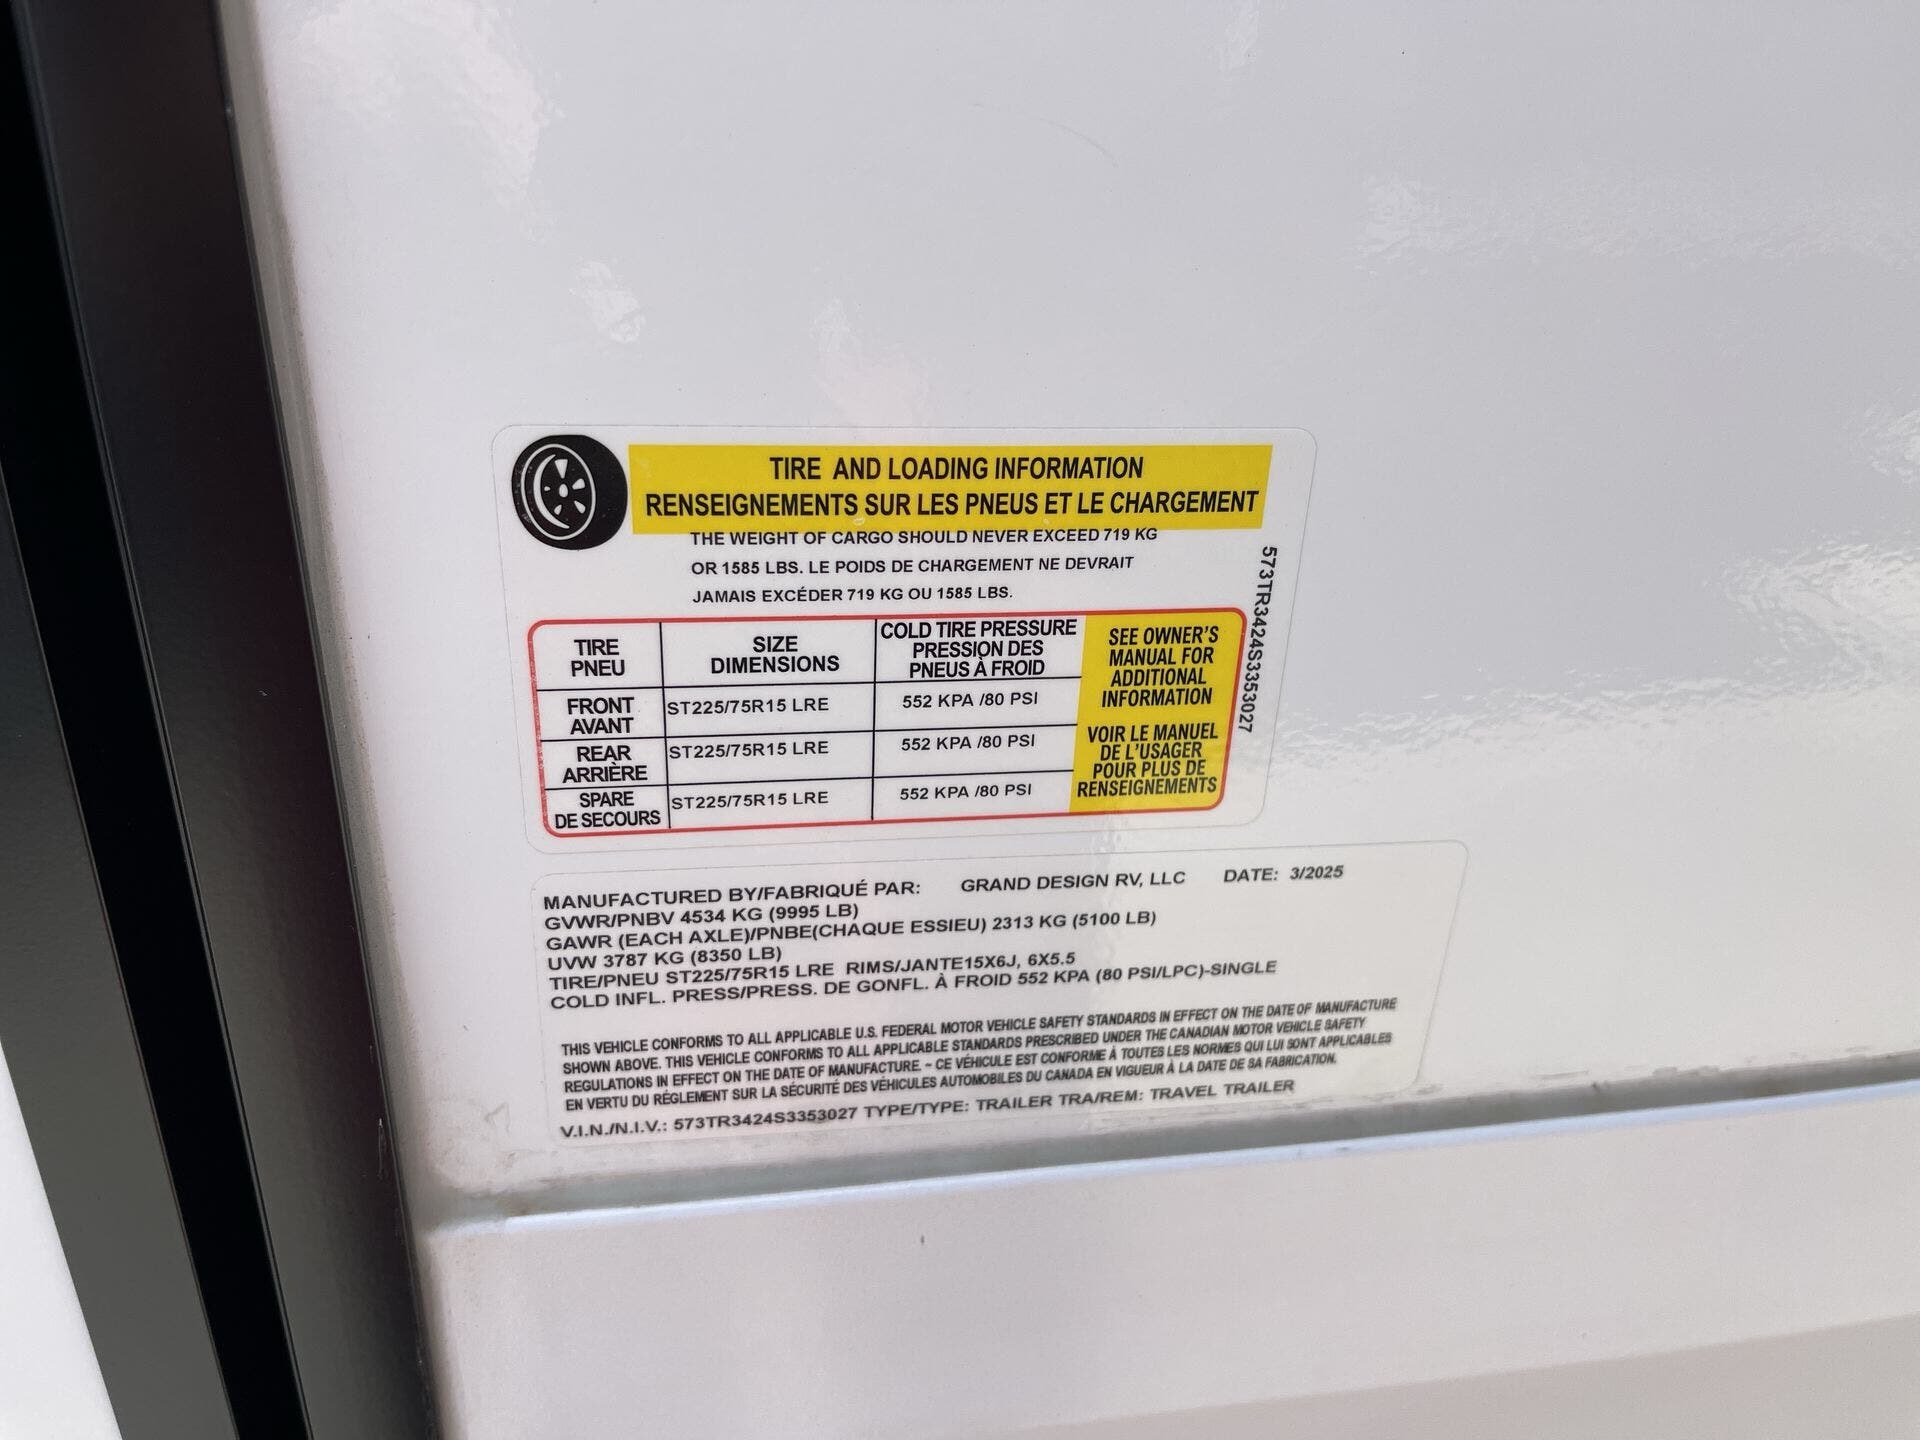 TIRE AND LOADING INFORMATION
RENSEIGNEMENTS SUR LES PNEUS ET LE CHARGEMENT
THE WEIGHT OF CARGO SHOULD NEVER EXCEED 719 KG
OR 1585 LBS. LE POIDS DE CHARGEMENT NE DEVRAIT
JAMAIS EXCÉDER 719 KG OU 1585 LBS.
573TR3424S3353027
TIRE
PNEU
SIZE
DIMENSIONS
COLD TIRE PRESSURE
PRESSION DES
PNEUS À FROID
FRONT
AVANT
ST225/75R15 LRE
552 KPA /80 PSI
REAR
ARRIÈRE
ST225/75R15 LRE
552 KPA /80 PSI
SPARE
DE SECOURS
ST225/75R15 LRE
552 KPA /80 PSI
SEE OWNER'S
MANUAL FOR
ADDITIONAL
INFORMATION
VOIR LE MANUEL
DE L'USAGER
POUR PLUS DE
RENSEIGNEMENTS
MANUFACTURED BY/FABRIQUÉ PAR: GRAND DESIGN RV, LLC DATE: 3/2025
GVWR/PNBV 4534 KG (9995 LB)
GAWR (EACH AXLE)/PNBE(CHAQUE ESSIEU) 2313 KG (5100 LB)
UVW 3787 KG (8350 LB)
TIRE/PNEU ST225/75R15 LRE RIMS/JANTE15X6J, 6X5.5
COLD INFL. PRESS/PRESS. DE GONFL. À FROID 552 KPA (80 PSI/LPC)-SINGLE
THIS VEHICLE CONFORMS TO ALL APPLICABLE U.S. FEDERAL MOTOR VEHICLE SAFETY STANDARDS IN EFFECT ON THE DATE OF MANUFACTURE
SHOWN ABOVE. THIS VEHICLE CONFORMS TO ALL APPLICABLE STANDARDS PRESCRIBED UNDER THE CANADIAN MOTOR VEHICLE SAFETY
REGULATIONS IN EFFECT ON THE DATE OF MANUFACTURE. - CE VÉHICULE EST CONFORME À TOUTES LES NORMES QUI LUI SONT APPLICABLES
EN VERTU DU RÉGLEMENT SUR LA SÉCURITÉ DES VÉHICULES AUTOMOBILES DU CANADA EN VIGUEUR À LA DATE DE SA FABRICATION.
V.I.N./N.I.V.: 573TR3424S3353027 TYPE/TYPE: TRAILER TRA/REM: TRAVEL TRAILER